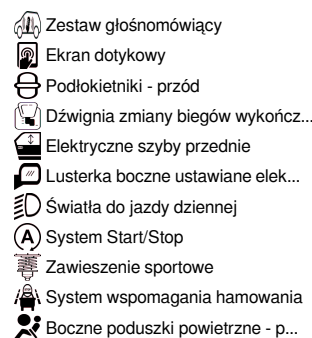 Zestaw głośnomówiący
Ekran dotykowy
Podłokietniki - przód
Dźwignia zmiany biegów wykończ...
Elektryczne szyby przednie
Lusterka boczne ustawiane elek...
Światła do jazdy dziennej
System Start/Stop
Zawieszenie sportowe
System wspomagania hamowania
Boczne poduszki powietrzne - p...